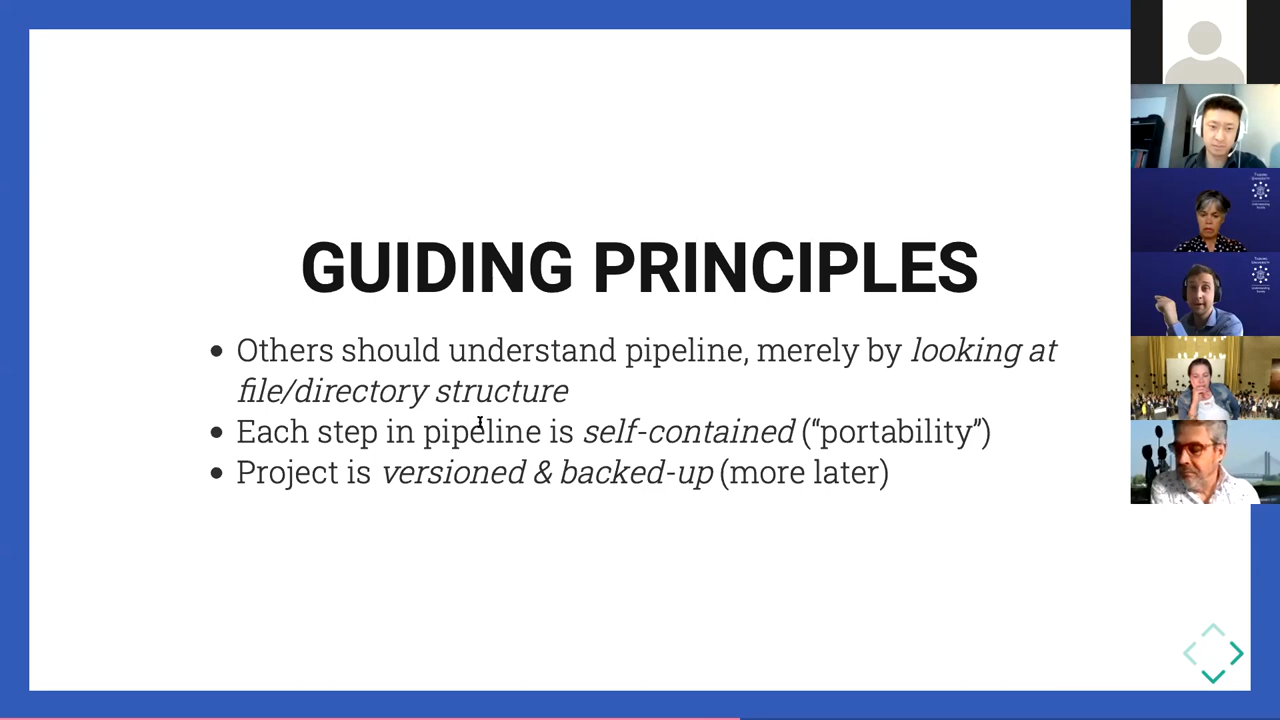 GUIDING PRINCIPLES
Others should understand pipeline, merely by looking at
file/directory structure
Each step in pipeline is self-contained (“portability”)
Project is versioned & backed-up (more later)